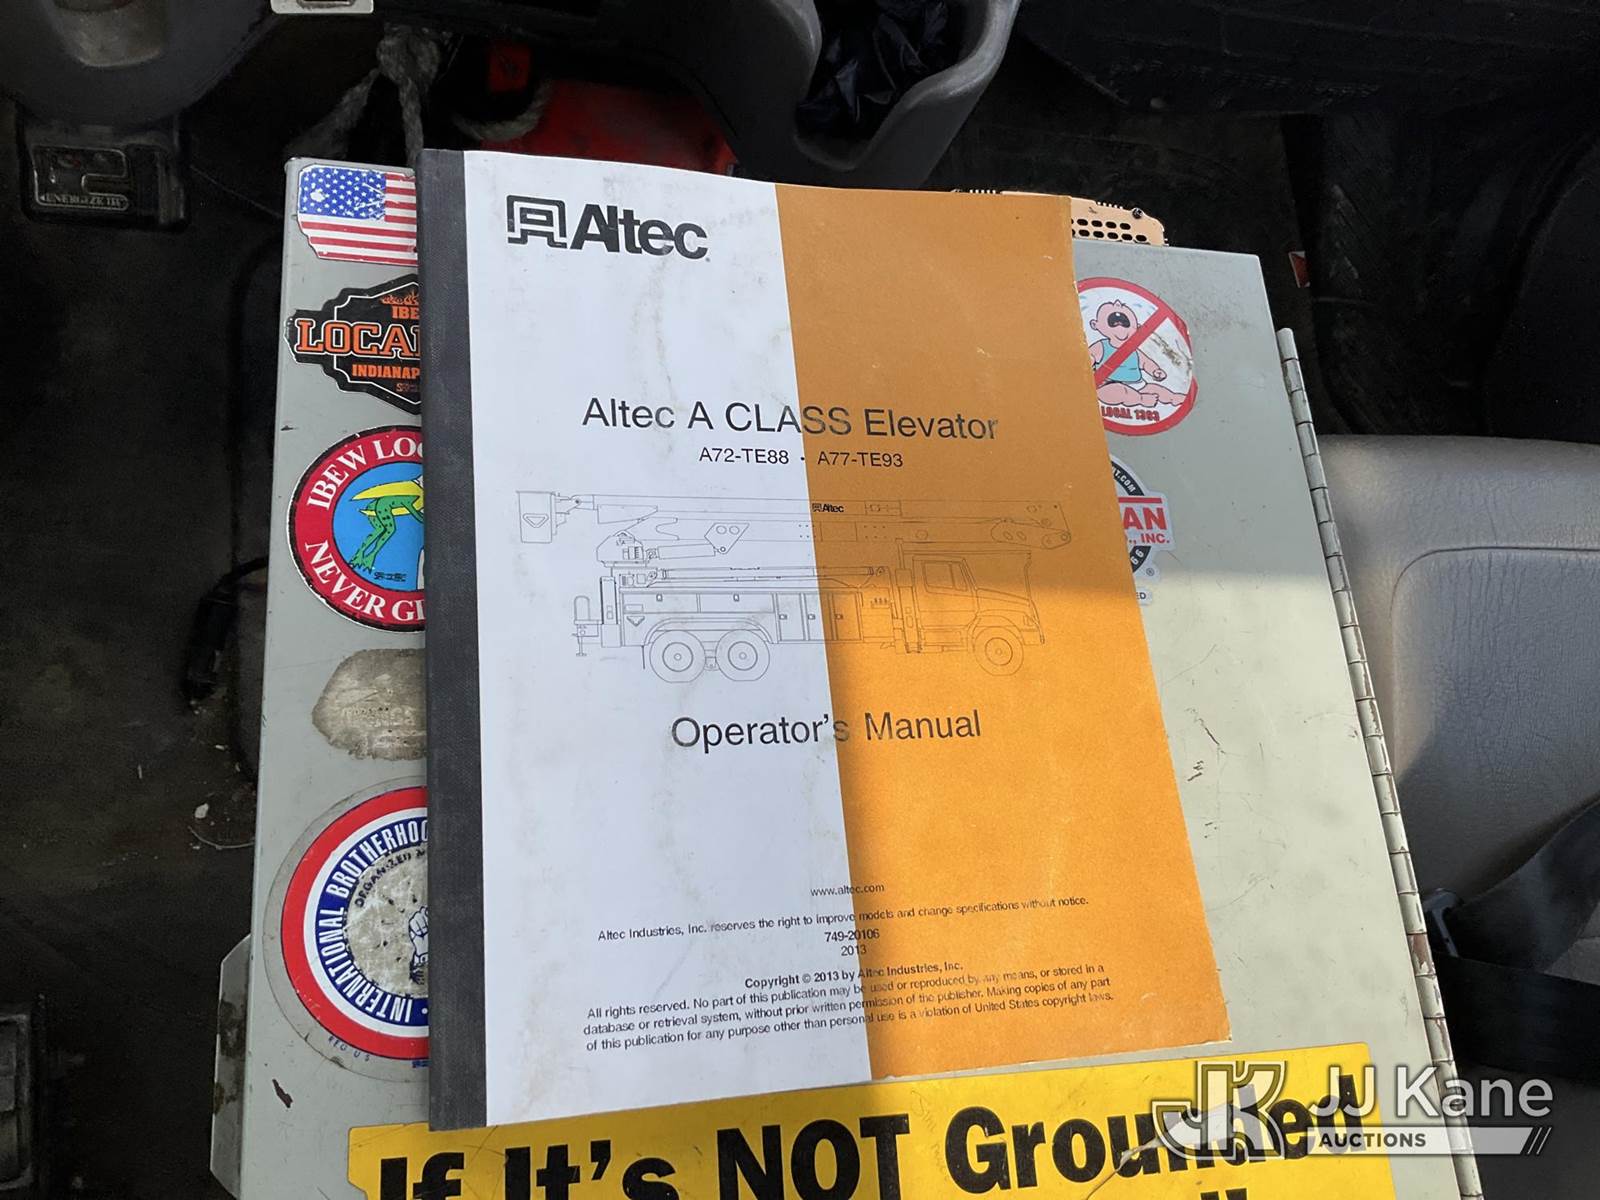 Altec
Altec A CLASS Elevator
A72-TE88 · A77-TE93
Altec
Operator's Manual
www.altec.com
Altec Industries, Inc. reserves the right to improve models and change specifications without notice.
749-20106
2013
Copyright © 2013 by Altec Industries, Inc.
All rights reserved. No part of this publication may be used or reproduced by any means, or stored in a
database or retrieval system, without prior written permission of the publisher. Making copies of any part
of this publication for any purpose other than personal use is a violation of United States copyright laws.
IBE
LOCAL
INDIANAP
IBEW LOC
NEVER GI
INTERNATIONAL BROTHERHOO
ORGANIZED
LOCAL 1393
AN
., INC.
If It's NOT Grounded
JJ Kane
AUCTIONS